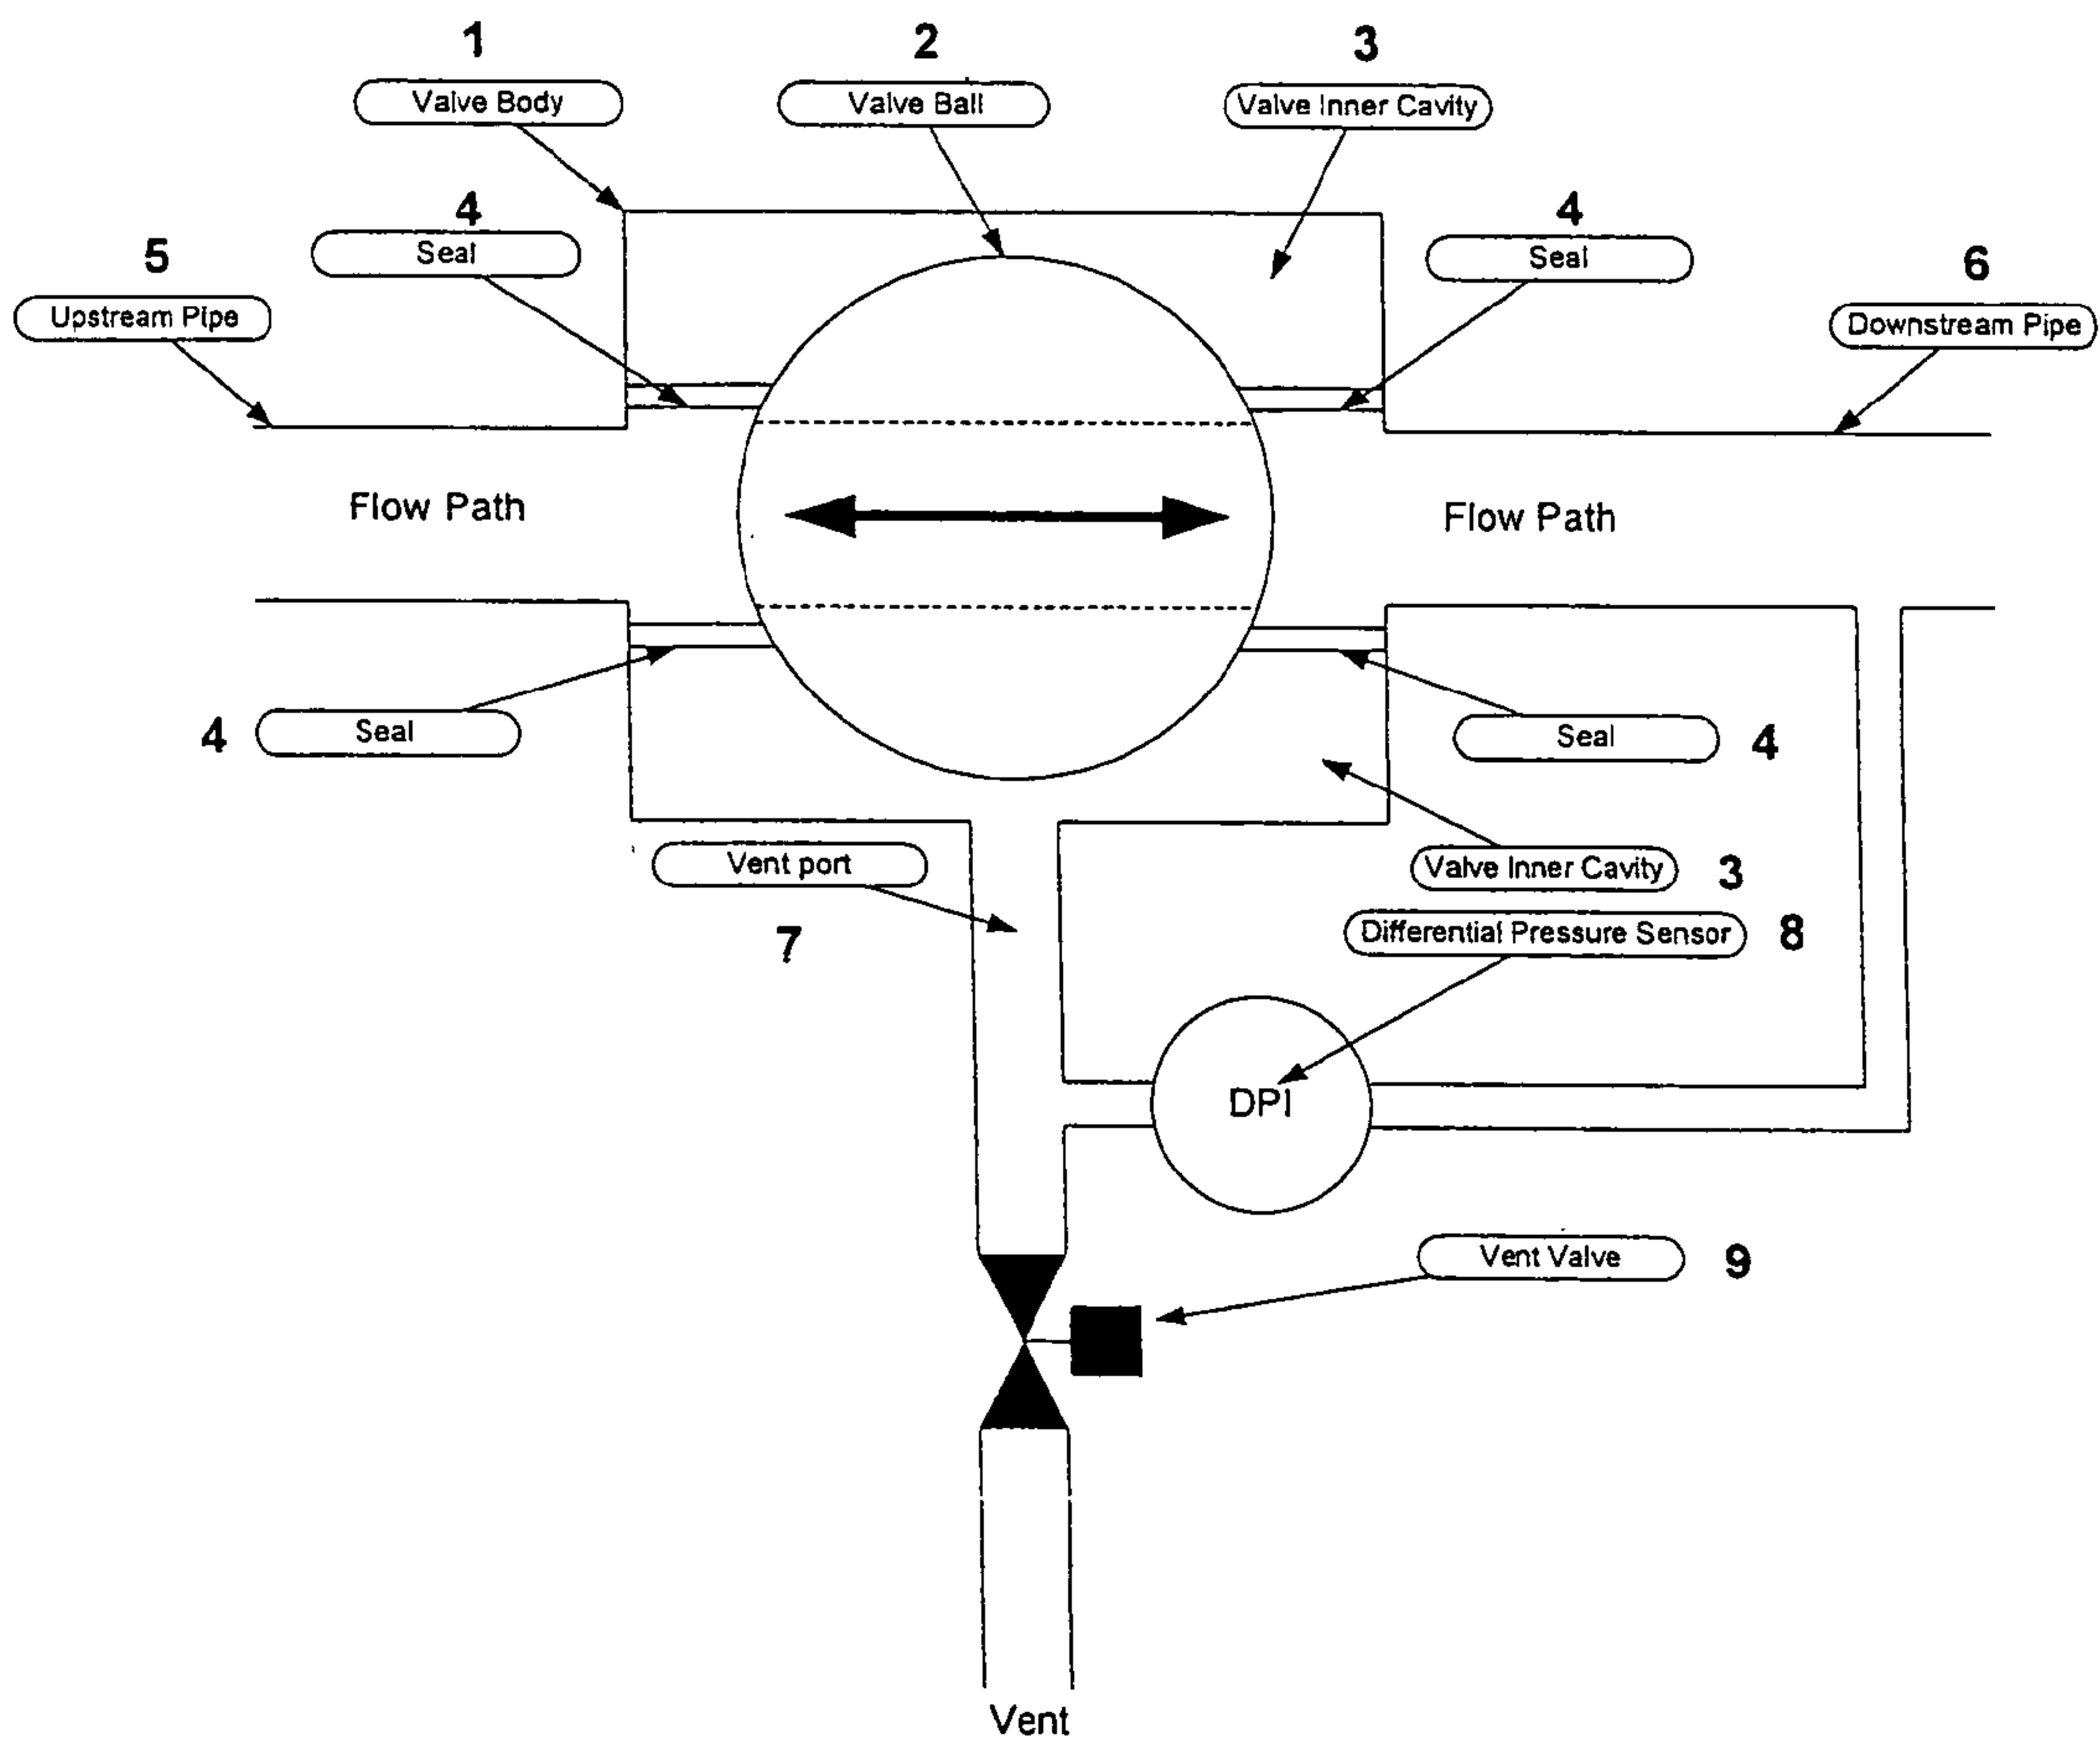 1
2
3
Valve Body
Valve Ball
Valve Inner Cavity
4
Seal
4
Seal
5
Upstream Pipe
6
Downstream Pipe
Flow Path
Flow Path
4
Seal
Seal
4
Vent port
7
Valve Inner Cavity
3
Differential Pressure Sensor
8
DPI
Vent Valve
9
Vent